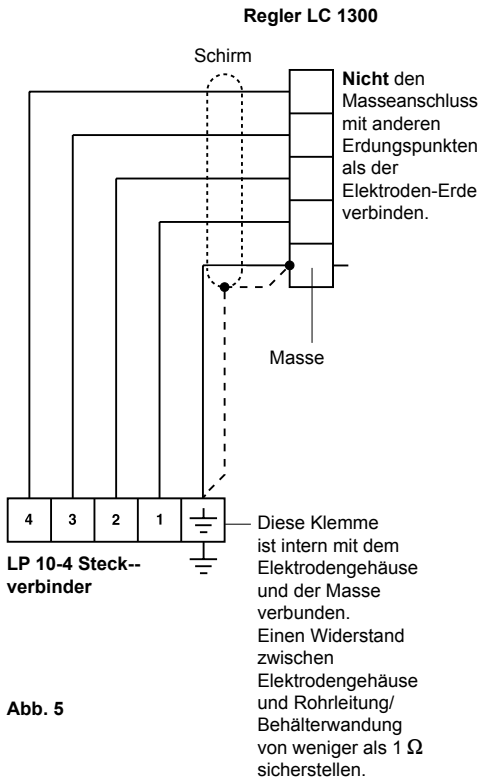 Regler LC 1300
Schirm
Nicht den
Masseanschluss
mit anderen
Erdungspunkten
als der
Elektroden-Erde
verbinden.
Masse
4 3 2 1
LP 10-4 Steck--
verbinder
Diese Klemme
ist intern mit dem
Elektrodengehäuse
und der Masse
verbunden.
Einen Widerstand
zwischen
Elektrodengehäuse
und Rohrleitung/
Behälterwandung
von weniger als 1 Ω
sicherstellen.
Abb. 5